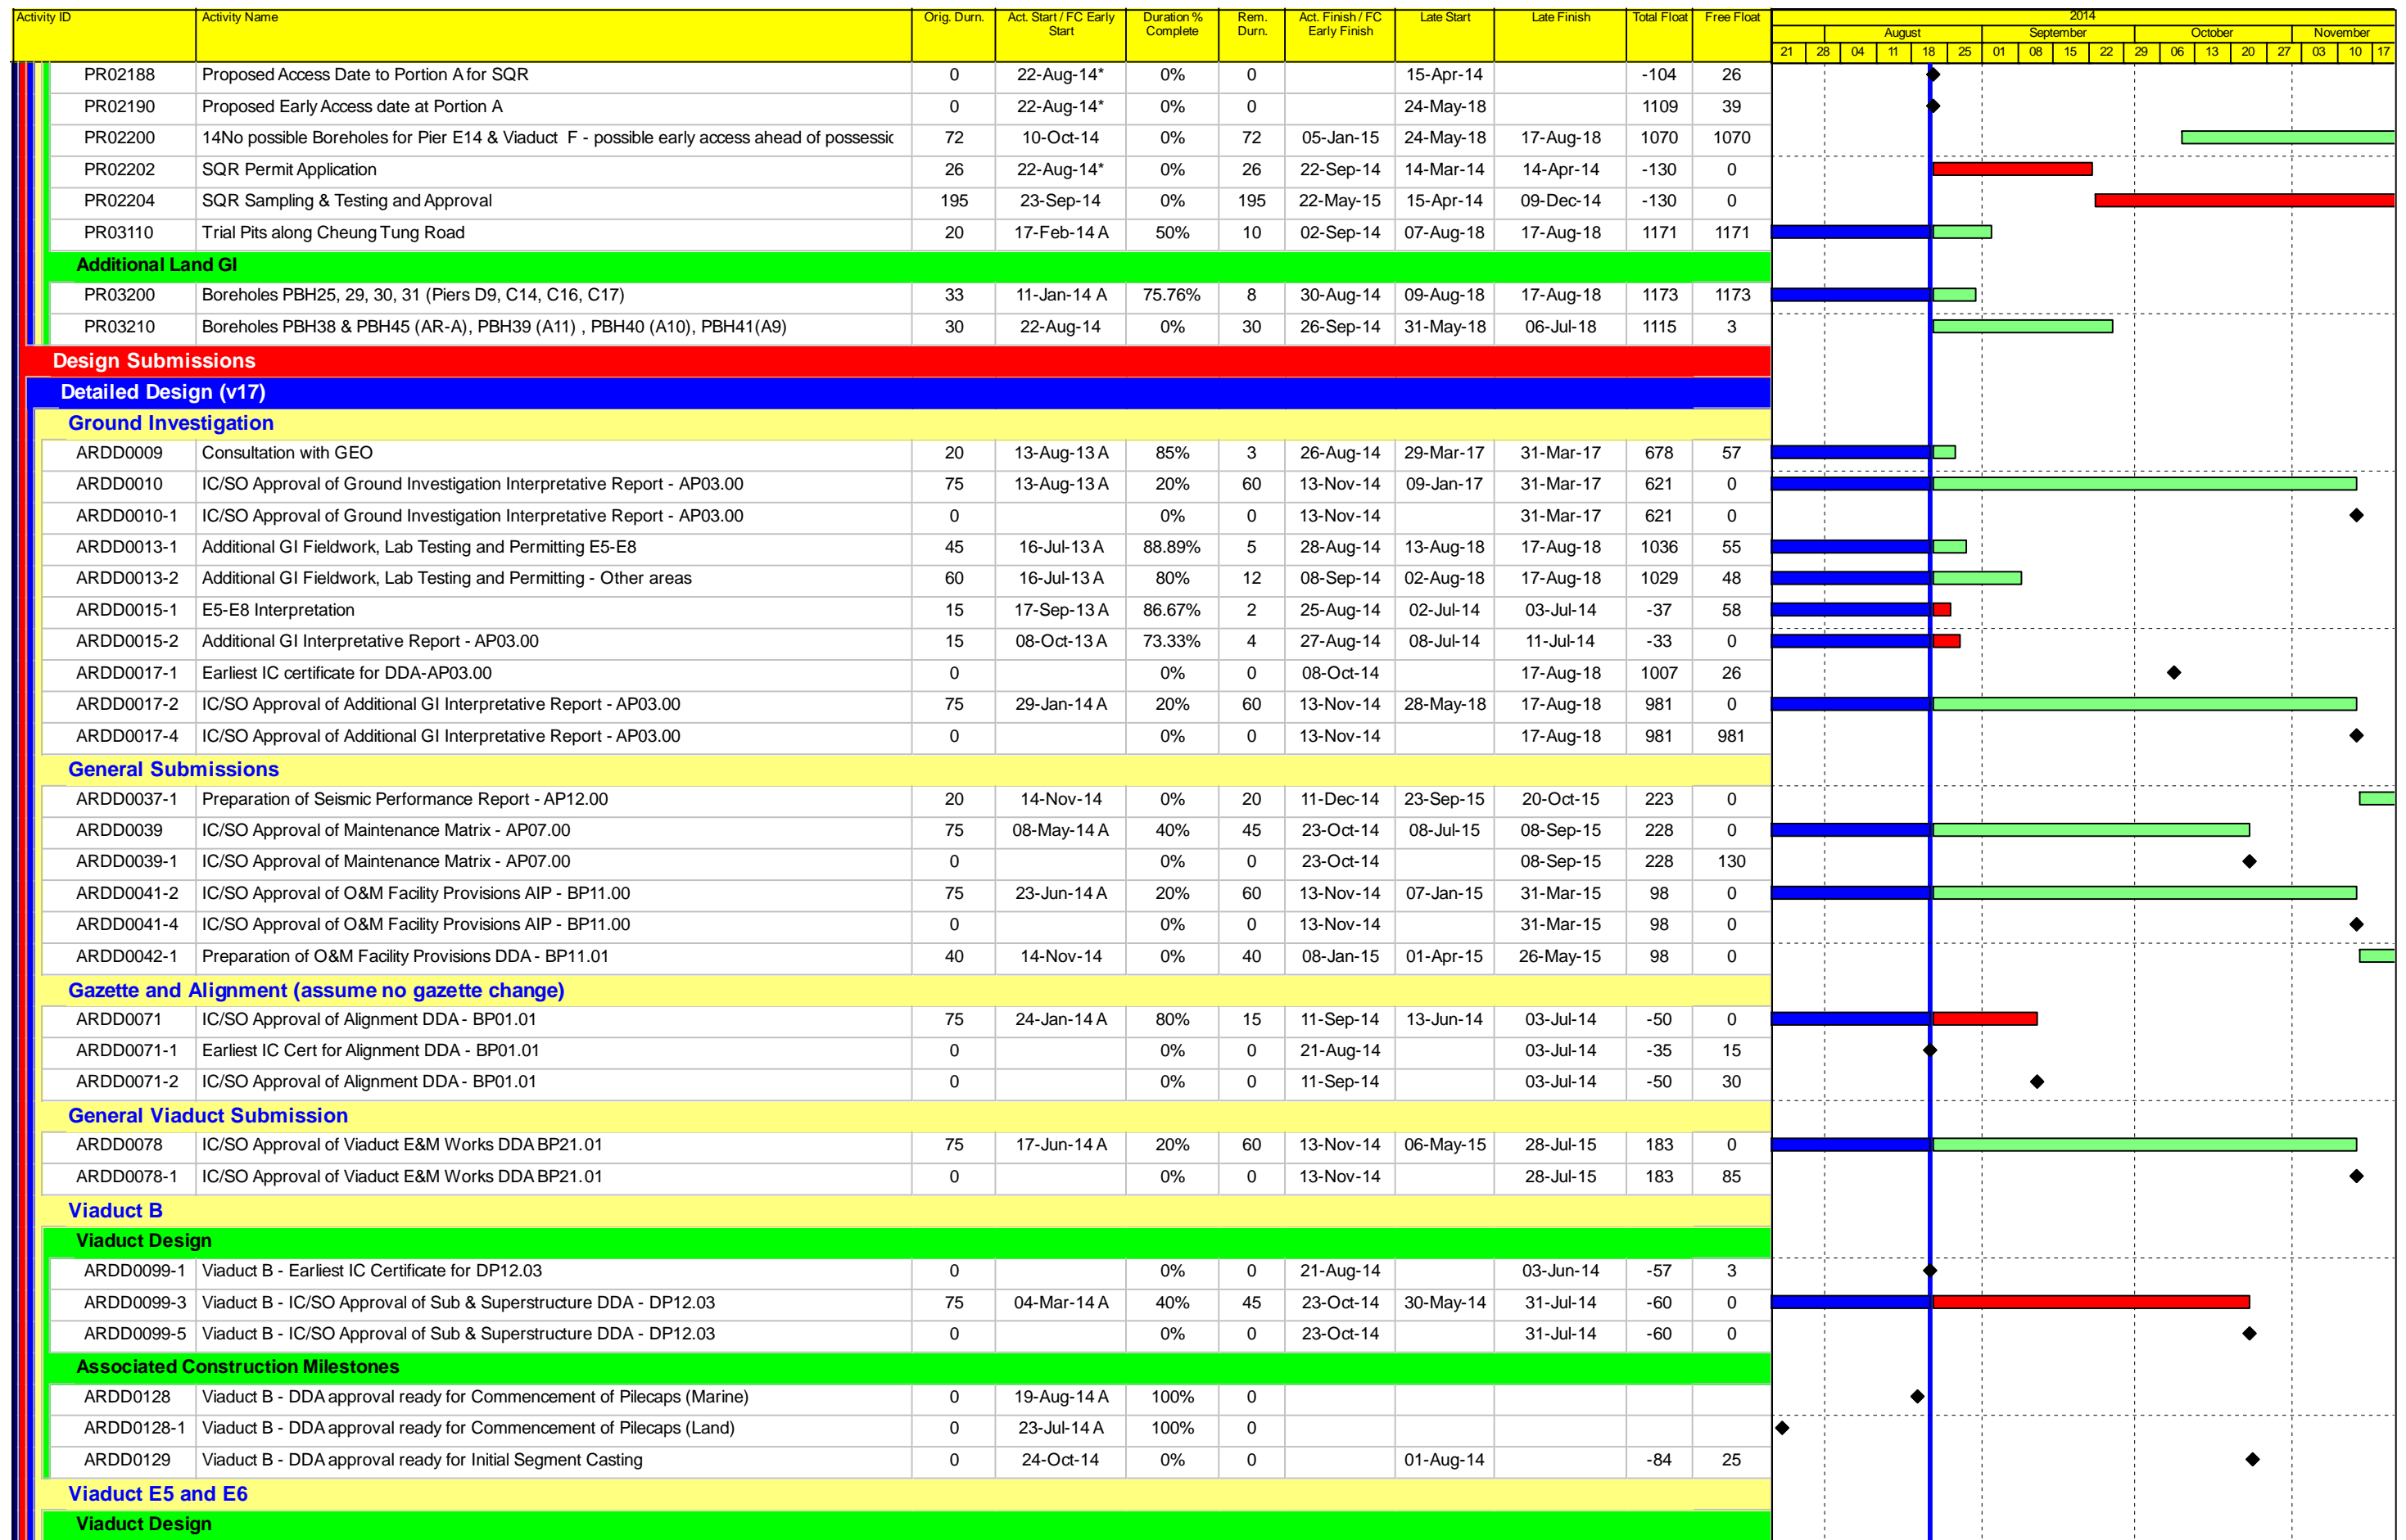 Activity ID Activity Name Orig. Durn. Act. Start / FC Early Start Duration % Complete Rem. Durn. Act. Finish / FC Early Finish Late Start Late Finish Total Float Free Float 2014
August September October November
21 28 04 11 18 25 01 08 15 22 29 06 13 20 27 03 10 17
PR02188 Proposed Access Date to Portion A for SQR 0 22-Aug-14* 0% 0 15-Apr-14 -104 26
PR02190 Proposed Early Access date at Portion A 0 22-Aug-14* 0% 0 24-May-18 1109 39
PR02200 14No possible Boreholes for Pier E14 & Viaduct F - possible early access ahead of possessic 72 10-Oct-14 0% 72 05-Jan-15 24-May-18 17-Aug-18 1070 1070
PR02202 SQR Permit Application 26 22-Aug-14* 0% 26 22-Sep-14 14-Mar-14 14-Apr-14 -130 0
PR02204 SQR Sampling & Testing and Approval 195 23-Sep-14 0% 195 22-May-15 15-Apr-14 09-Dec-14 -130 0
PR03110 Trial Pits along Cheung Tung Road 20 17-Feb-14 A 50% 10 02-Sep-14 07-Aug-18 17-Aug-18 1171 1171
Additional Land GI
PR03200 Boreholes PBH25, 29, 30, 31 (Piers D9, C14, C16, C17) 33 11-Jan-14 A 75.76% 8 30-Aug-14 09-Aug-18 17-Aug-18 1173 1173
PR03210 Boreholes PBH38 & PBH45 (AR-A), PBH39 (A11) , PBH40 (A10), PBH41(A9) 30 22-Aug-14 0% 30 26-Sep-14 31-May-18 06-Jul-18 1115 3
Design Submissions
Detailed Design (v17)
Ground Investigation
ARDD0009 Consultation with GEO 20 13-Aug-13 A 85% 3 26-Aug-14 29-Mar-17 31-Mar-17 678 57
ARDD0010 IC/SO Approval of Ground Investigation Interpretative Report - AP03.00 75 13-Aug-13 A 20% 60 13-Nov-14 09-Jan-17 31-Mar-17 621 0
ARDD0010-1 IC/SO Approval of Ground Investigation Interpretative Report - AP03.00 0 0% 0 13-Nov-14 31-Mar-17 621 0
ARDD0013-1 Additional GI Fieldwork, Lab Testing and Permitting E5-E8 45 16-Jul-13 A 88.89% 5 28-Aug-14 13-Aug-18 17-Aug-18 1036 55
ARDD0013-2 Additional GI Fieldwork, Lab Testing and Permitting - Other areas 60 16-Jul-13 A 80% 12 08-Sep-14 02-Aug-18 17-Aug-18 1029 48
ARDD0015-1 E5-E8 Interpretation 15 17-Sep-13 A 86.67% 2 25-Aug-14 02-Jul-14 03-Jul-14 -37 58
ARDD0015-2 Additional GI Interpretative Report - AP03.00 15 08-Oct-13 A 73.33% 4 27-Aug-14 08-Jul-14 11-Jul-14 -33 0
ARDD0017-1 Earliest IC certificate for DDA-AP03.00 0 0% 0 08-Oct-14 17-Aug-18 1007 26
ARDD0017-2 IC/SO Approval of Additional GI Interpretative Report - AP03.00 75 29-Jan-14 A 20% 60 13-Nov-14 28-May-18 17-Aug-18 981 0
ARDD0017-4 IC/SO Approval of Additional GI Interpretative Report - AP03.00 0 0% 0 13-Nov-14 17-Aug-18 981 981
General Submissions
ARDD0037-1 Preparation of Seismic Performance Report - AP12.00 20 14-Nov-14 0% 20 11-Dec-14 23-Sep-15 20-Oct-15 223 0
ARDD0039 IC/SO Approval of Maintenance Matrix - AP07.00 75 08-May-14 A 40% 45 23-Oct-14 08-Jul-15 08-Sep-15 228 0
ARDD0039-1 IC/SO Approval of Maintenance Matrix - AP07.00 0 0% 0 23-Oct-14 08-Sep-15 228 130
ARDD0041-2 IC/SO Approval of O&M Facility Provisions AIP - BP11.00 75 23-Jun-14 A 20% 60 13-Nov-14 07-Jan-15 31-Mar-15 98 0
ARDD0041-4 IC/SO Approval of O&M Facility Provisions AIP - BP11.00 0 0% 0 13-Nov-14 31-Mar-15 98 0
ARDD0042-1 Preparation of O&M Facility Provisions DDA - BP11.01 40 14-Nov-14 0% 40 08-Jan-15 01-Apr-15 26-May-15 98 0
Gazette and Alignment (assume no gazette change)
ARDD0071 IC/SO Approval of Alignment DDA - BP01.01 75 24-Jan-14 A 80% 15 11-Sep-14 13-Jun-14 03-Jul-14 -50 0
ARDD0071-1 Earliest IC Cert for Alignment DDA - BP01.01 0 0% 0 21-Aug-14 03-Jul-14 -35 15
ARDD0071-2 IC/SO Approval of Alignment DDA - BP01.01 0 0% 0 11-Sep-14 03-Jul-14 -50 30
General Viaduct Submission
ARDD0078 IC/SO Approval of Viaduct E&M Works DDA BP21.01 75 17-Jun-14 A 20% 60 13-Nov-14 06-May-15 28-Jul-15 183 0
ARDD0078-1 IC/SO Approval of Viaduct E&M Works DDA BP21.01 0 0% 0 13-Nov-14 28-Jul-15 183 85
Viaduct B
Viaduct Design
ARDD0099-1 Viaduct B - Earliest IC Certificate for DP12.03 0 0% 0 21-Aug-14 03-Jun-14 -57 3
ARDD0099-3 Viaduct B - IC/SO Approval of Sub & Superstructure DDA - DP12.03 75 04-Mar-14 A 40% 45 23-Oct-14 30-May-14 31-Jul-14 -60 0
ARDD0099-5 Viaduct B - IC/SO Approval of Sub & Superstructure DDA - DP12.03 0 0% 0 23-Oct-14 31-Jul-14 -60 0
Associated Construction Milestones
ARDD0128 Viaduct B - DDA approval ready for Commencement of Pilecaps (Marine) 0 19-Aug-14 A 100% 0
ARDD0128-1 Viaduct B - DDA approval ready for Commencement of Pilecaps (Land) 0 23-Jul-14 A 100% 0
ARDD0129 Viaduct B - DDA approval ready for Initial Segment Casting 0 24-Oct-14 0% 0 01-Aug-14 -84 25
Viaduct E5 and E6
Viaduct Design